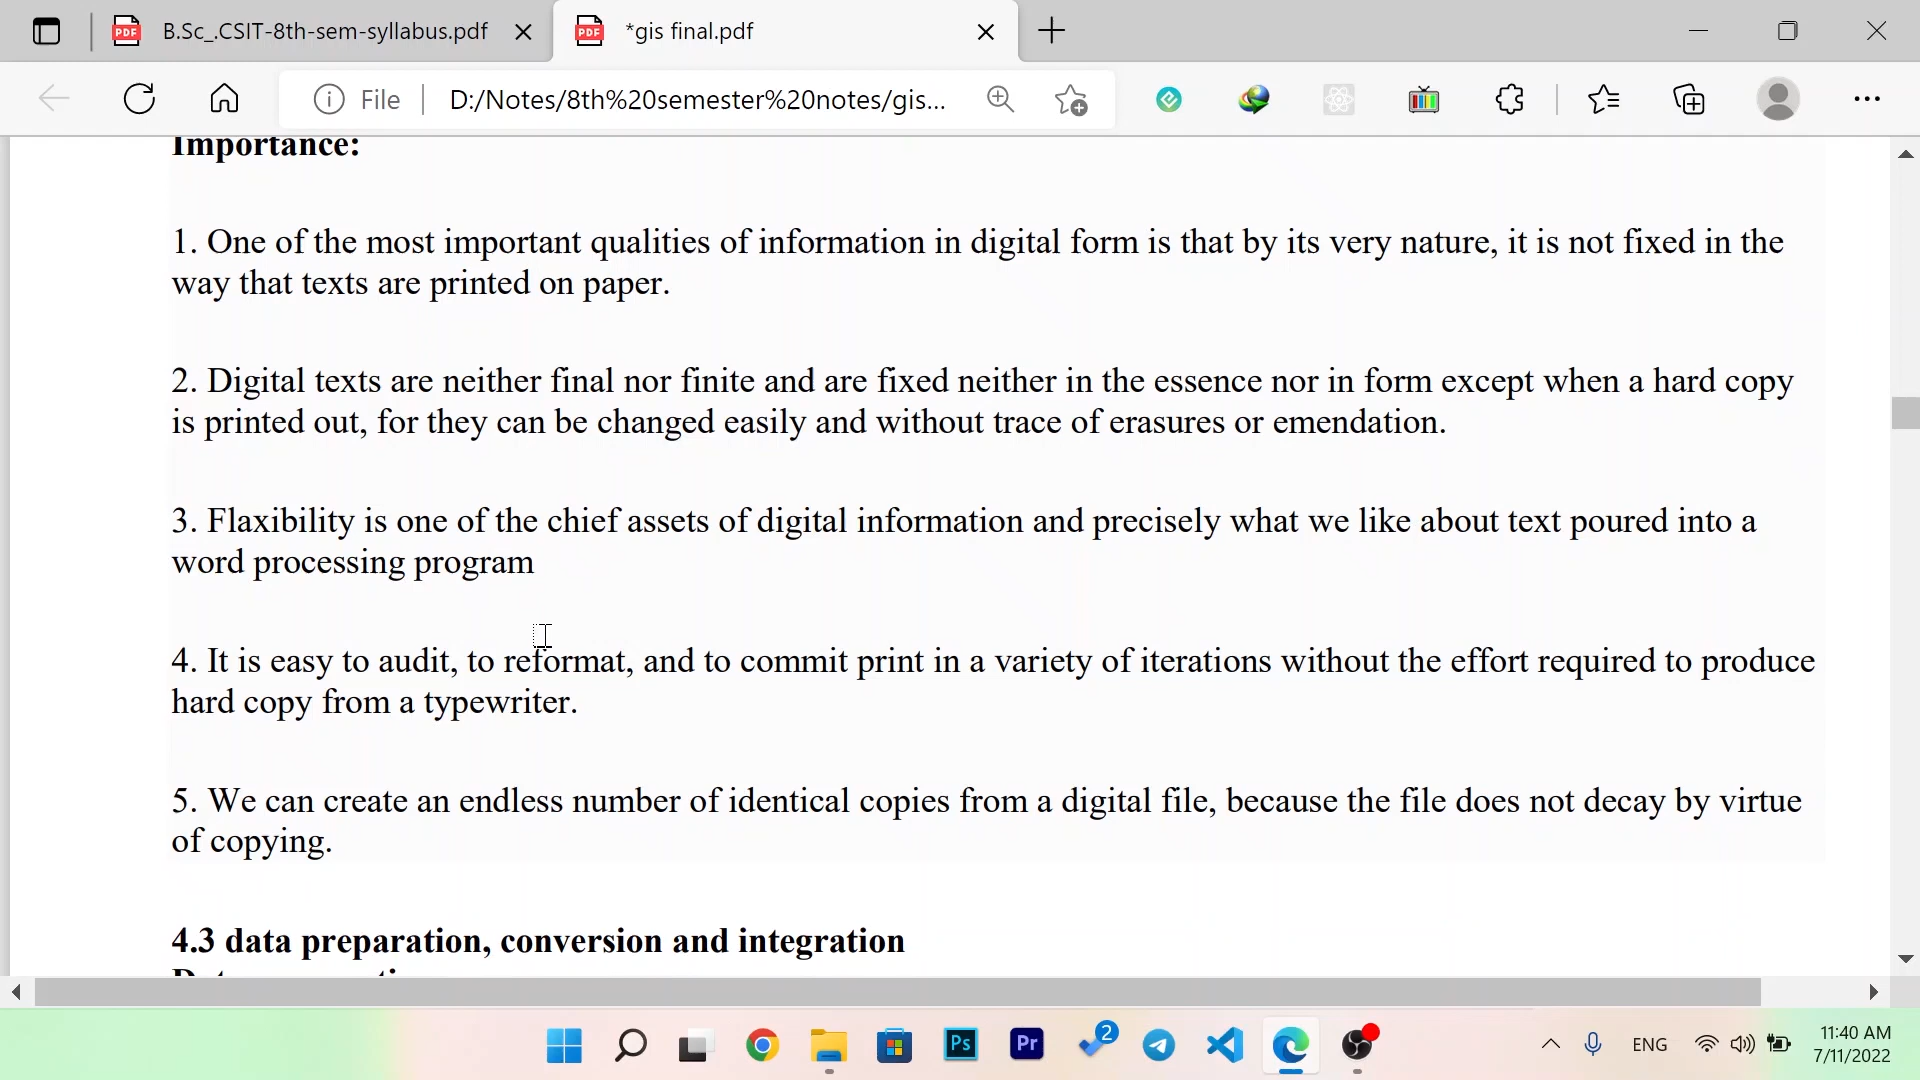 B.Sc_.CSIT-8th-sem-syllabus.pdf
*gis final.pdf
File
D:/Notes/8th%20semester%20notes/gis...
Importance:
1. One of the most important qualities of information in digital form is that by its very nature, it is not fixed in the
way that texts are printed on paper.
2. Digital texts are neither final nor finite and are fixed neither in the essence nor in form except when a hard copy
is printed out, for they can be changed easily and without trace of erasures or emendation.
3. Flaxibility is one of the chief assets of digital information and precisely what we like about text poured into a
word processing program
4. It is easy to audit, to reformat, and to commit print in a variety of iterations without the effort required to produce
hard copy from a typewriter.
5. We can create an endless number of identical copies from a digital file, because the file does not decay by virtue
of copying.
4.3 data preparation, conversion and integration
Ps
Pr
2
ENG
11:40 AM
7/11/2022